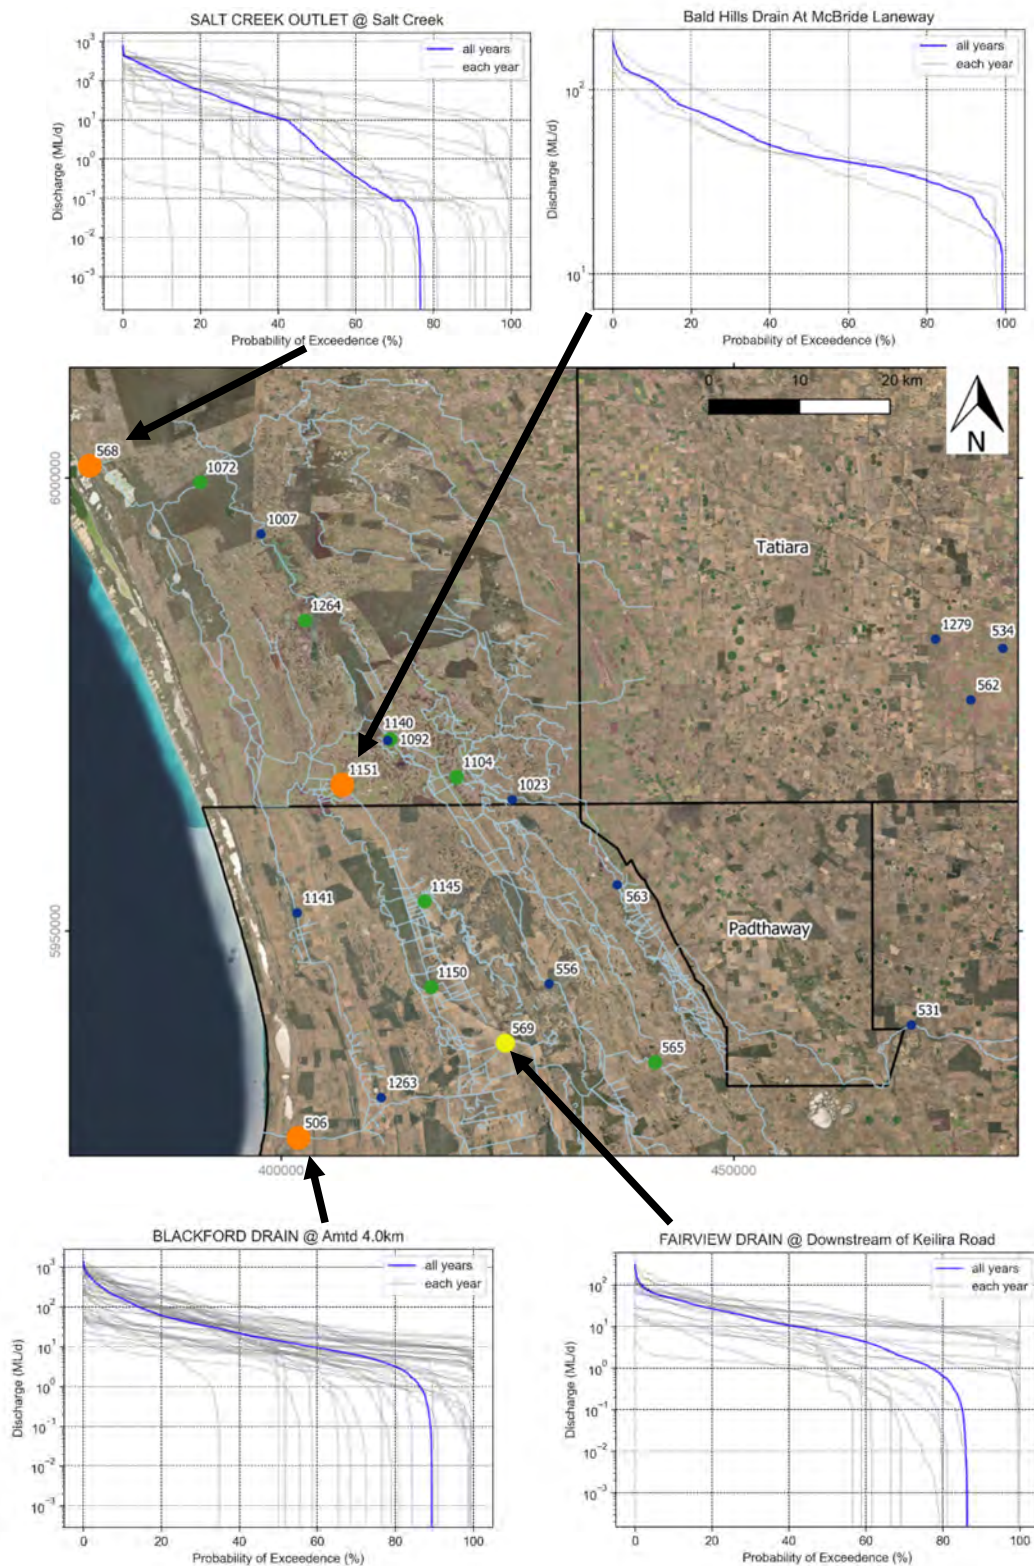 SALT CREEK OUTLET @ Salt Creek
10³
10²
10¹
10⁰
10⁻¹
10⁻²
10⁻³
Discharge (ML/d)
all years
each year
0 20 40 60 80 100
Probability of Exceedence (%)
Bald Hills Drain At McBride Laneway
10²
10¹
Discharge (ML/d)
all years
each year
0 20 40 60 80 100
Probability of Exceedence (%)
0 10 20 km
N
568
1072
6000000
1007
Tatiara
1264
1279
534
562
1140
1092
1151
1104
1023
563
1145
1141
Padthaway
5950000
1150
556
531
569
565
1263
506
400000
450000
BLACKFORD DRAIN @ Amtd 4.0km
10³
10²
10¹
10⁰
10⁻¹
10⁻²
10⁻³
Discharge (ML/d)
all years
each year
0 20 40 60 80 100
Probability of Exceedence (%)
FAIRVIEW DRAIN @ Downstream of Keilira Road
10²
10¹
10⁰
10⁻¹
10⁻²
10⁻³
Discharge (ML/d)
all years
each year
0 20 40 60 80 100
Probability of Exceedence (%)